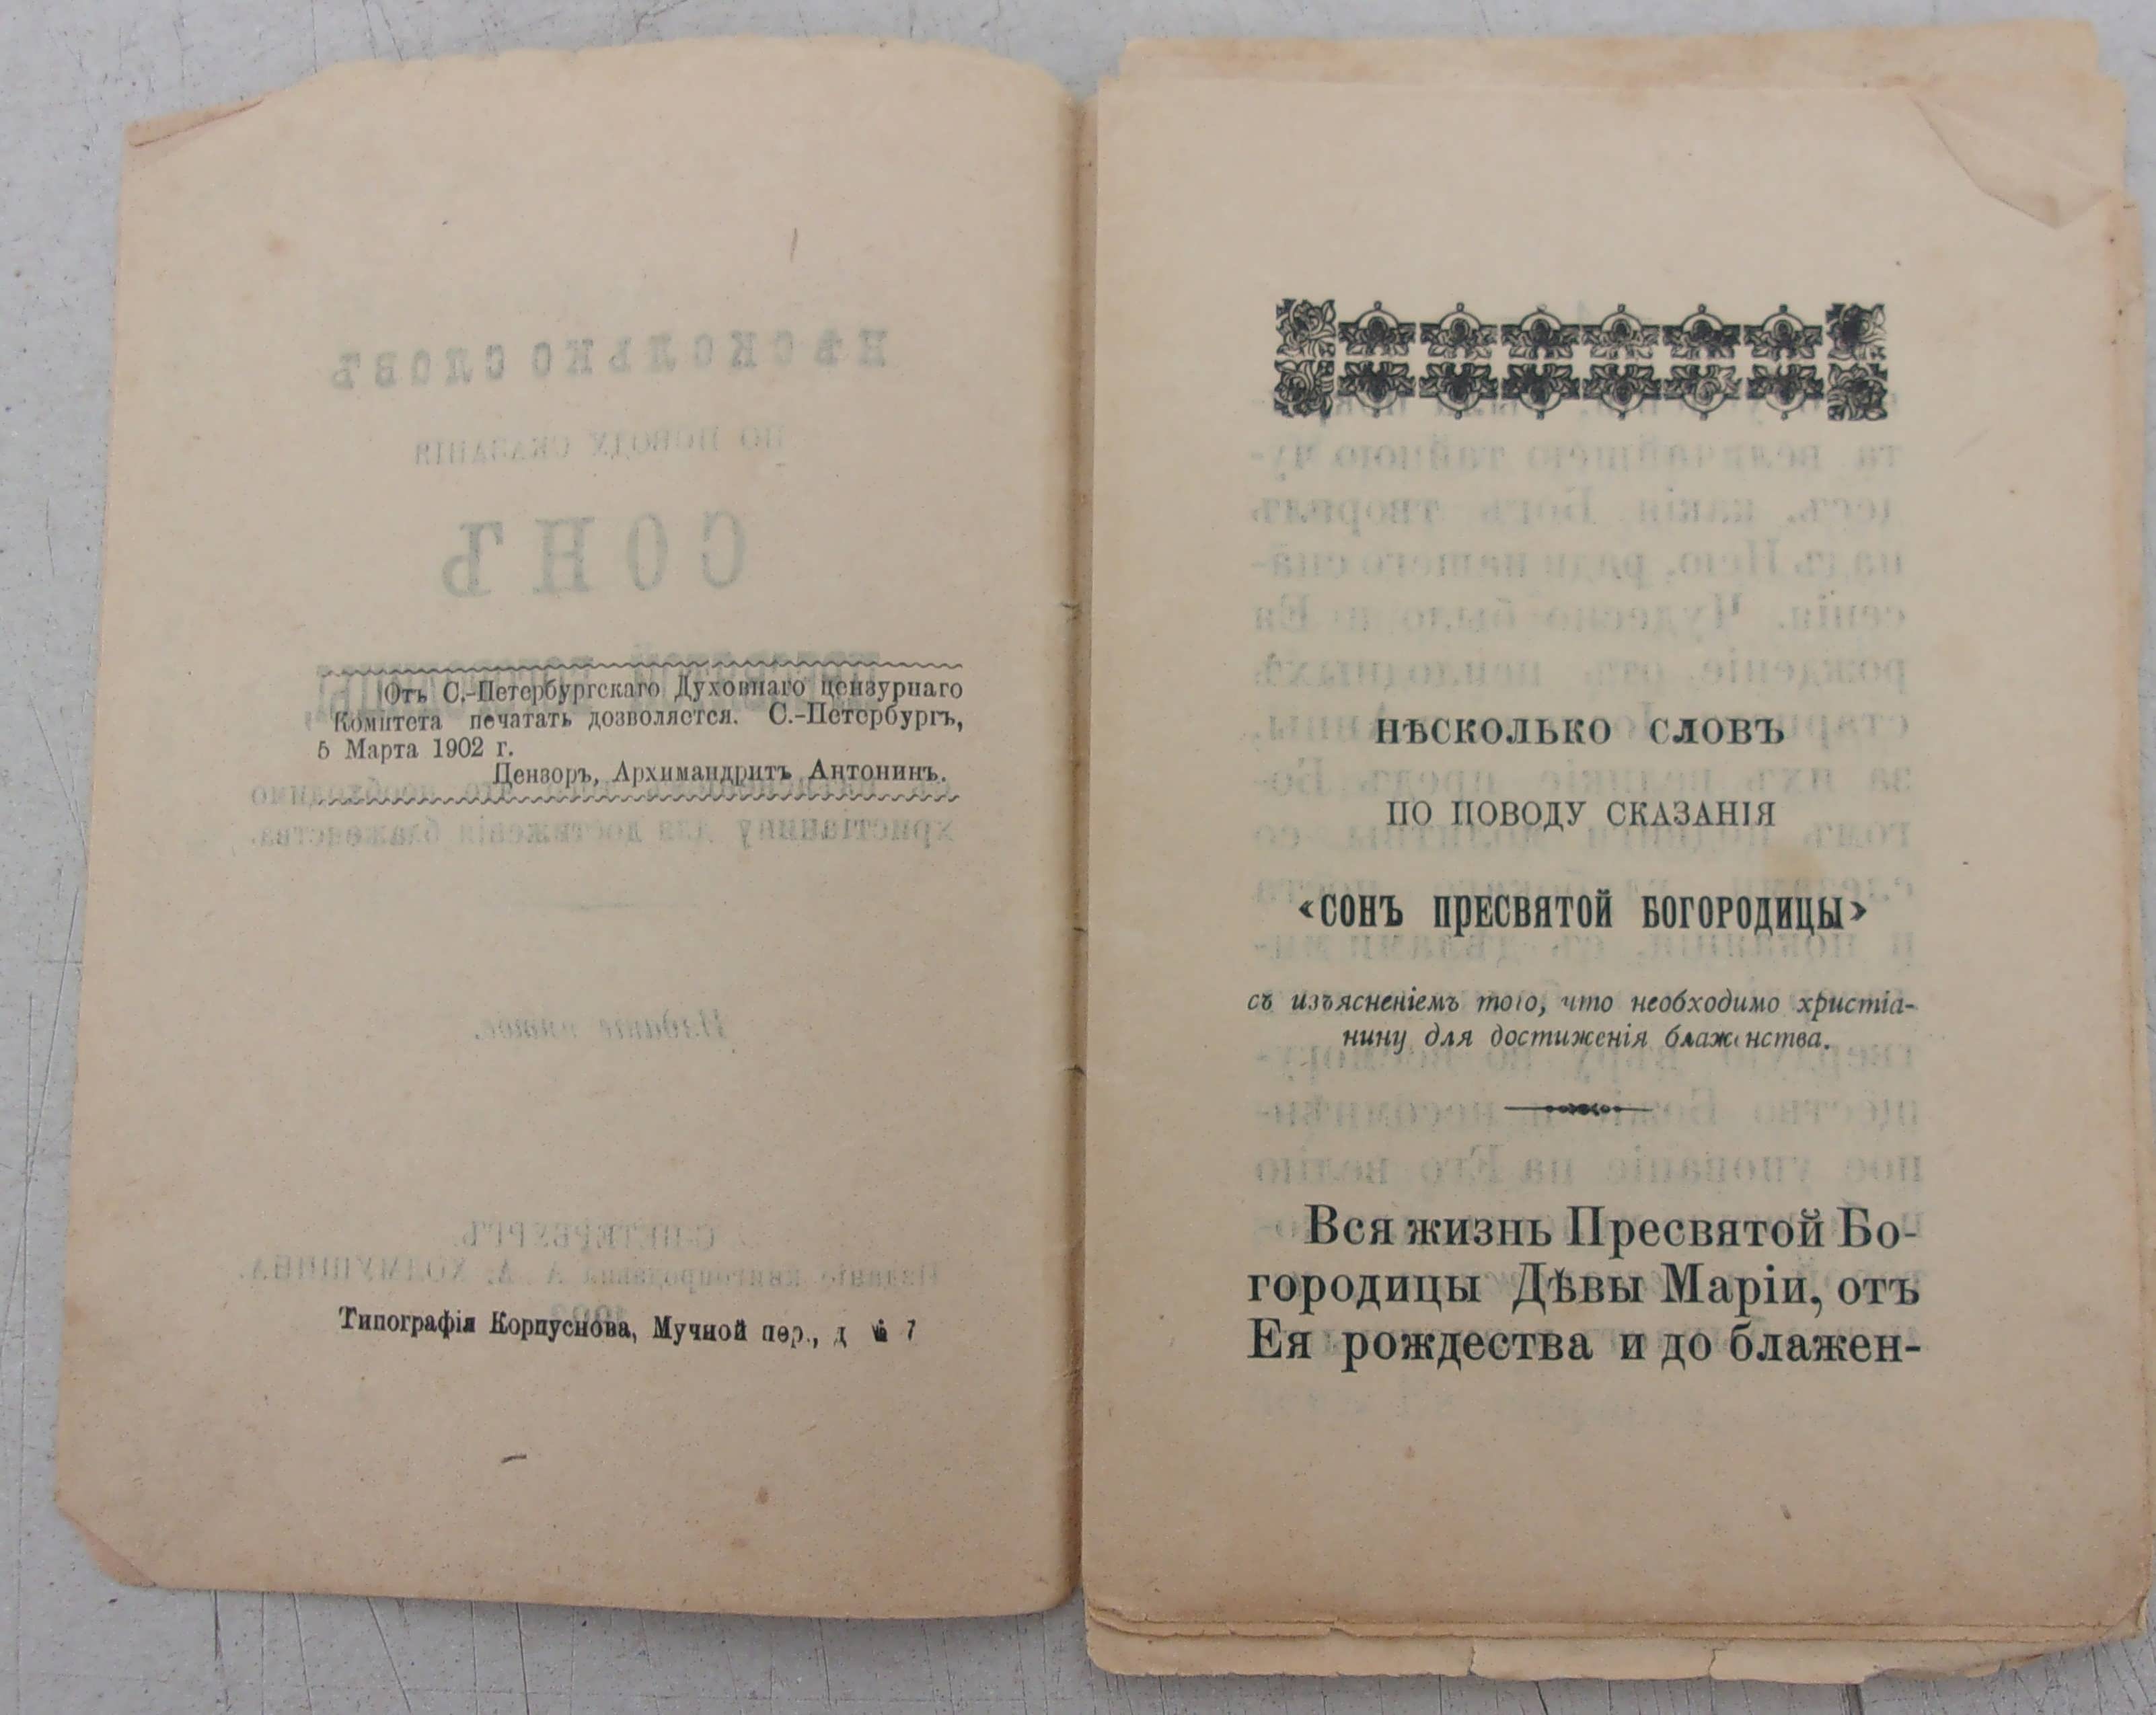 Отъ С.-Петербургскаго Духовнаго цензурнаго
Комитета печатать дозволяется. С.-Петербургъ,
5 Марта 1902 г.
Цензоръ, Архимандритъ Антонинъ.
Типографія Корпуснова, Мучной пер., д № 7
НѢСКОЛЬКО СЛОВЪ
ПО ПОВОДУ СКАЗАНІЯ
«СОНЪ ПРЕСВЯТОЙ БОГОРОДИЦЫ»
съ изъясненіемъ того, что необходимо христіа-
нину для достиженія блаженства.
Вся жизнь Пресвятой Бо-
городицы Дѣвы Маріи, отъ
Ея рождества и до блажен-